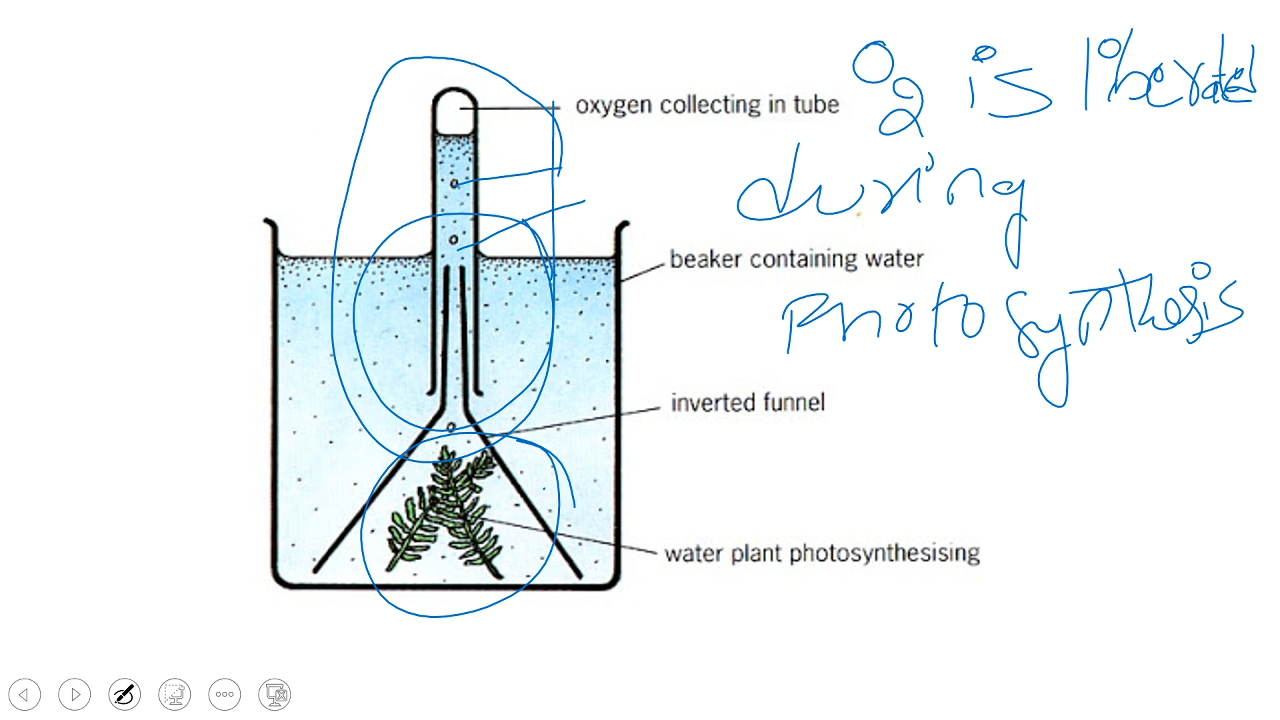 oxygen collecting in tube
O2 is liberated
during
beaker containing water
Photosynthesis
inverted funnel
water plant photosynthesising